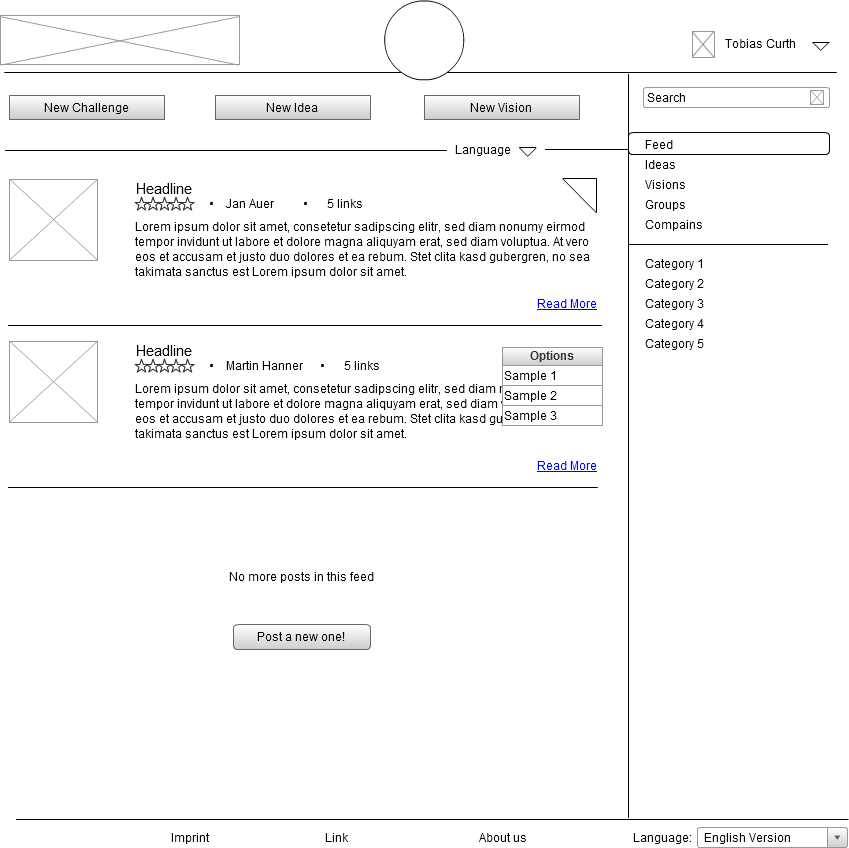 Tobias Curth
New Challenge
New Idea
New Vision
Search
Language
Feed
Ideas
Visions
Groups
Compains
Headline
Jan Auer
5 links
Lorem ipsum dolor sit amet, consetetur sadipscing elitr, sed diam nonumy eirmod
tempor invidunt ut labore et dolore magna aliquyam erat, sed diam voluptua. At vero
eos et accusam et justo duo dolores et ea rebum. Stet clita kasd gubergren, no sea
takimata sanctus est Lorem ipsum dolor sit amet.
Read More
Category 1
Category 2
Category 3
Category 4
Category 5
Headline
Martin Hanner
5 links
Lorem ipsum dolor sit amet, consetetur sadipscing elitr, sed diam
tempor invidunt ut labore et dolore magna aliquyam erat, sed diam
eos et accusam et justo duo dolores et ea rebum. Stet clita kasd gu
takimata sanctus est Lorem ipsum dolor sit amet.
Options
Sample 1
Sample 2
Sample 3
Read More
No more posts in this feed
Post a new one!
Imprint
Link
About us
Language:
English Version